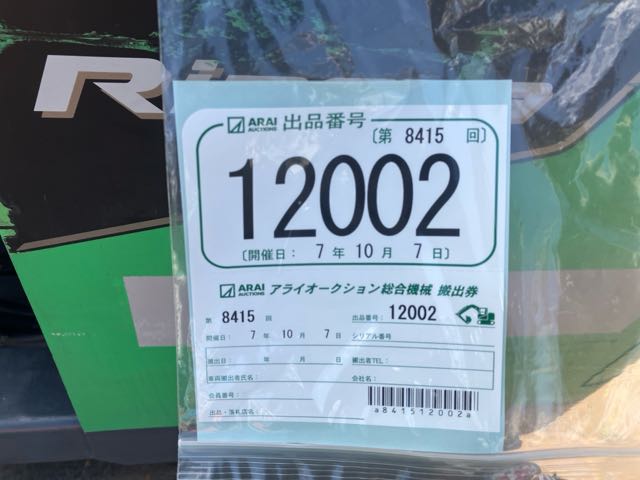 ARAI AUCTIONS 出品番号
〔第 8415 回〕
12002
〔開催日: 7年 10月 7日〕
ARAI AUCTIONS アライオークション総合機械 搬出券
第 8415 回 出品番号: 12002
開催日: 7年 10月 7日 シリアル番号
搬出日: 年 月 日 搬出者TEL:
車両搬出者氏名: 会社名:
会員番号:
出品・落札店名:
a841512002a